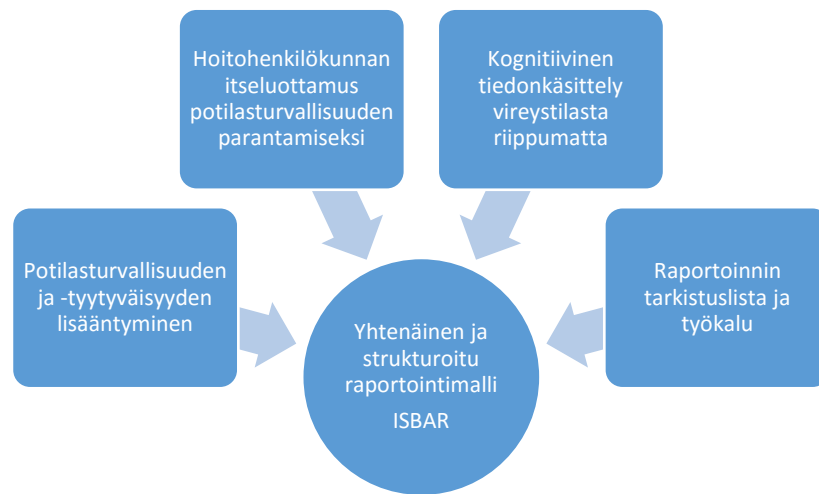 Hoitohenkilökunnan
itseluottamus
potilasturvallisuuden
parantamiseksi
Kognitiivinen
tiedonkäsittely
vireystilasta
riippumatta
Potilasturvallisuuden
ja -tyytyväisyyden
lisääntyminen
Raportoinnin
tarkistuslista ja
työkalu
Yhtenäinen ja
strukturoitu
raportointimalli
ISBAR